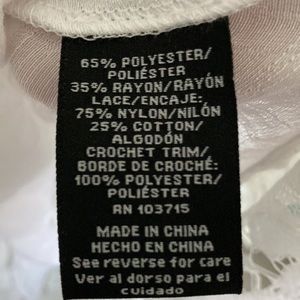 65% POLYESTER/
POLIÉSTER
35% RAYON/RAYÓN
LACE/ENCAJE:
75% NYLON/NILÓN
25% COTTON/
ALGODÓN
CROCHET TRIM/
BORDE DE CROCHÉ:
100% POLYESTER/
POLIÉSTER
RN 103715
MADE IN CHINA
HECHO EN CHINA
See reverse for care
Ver al dorso para el
cuidado